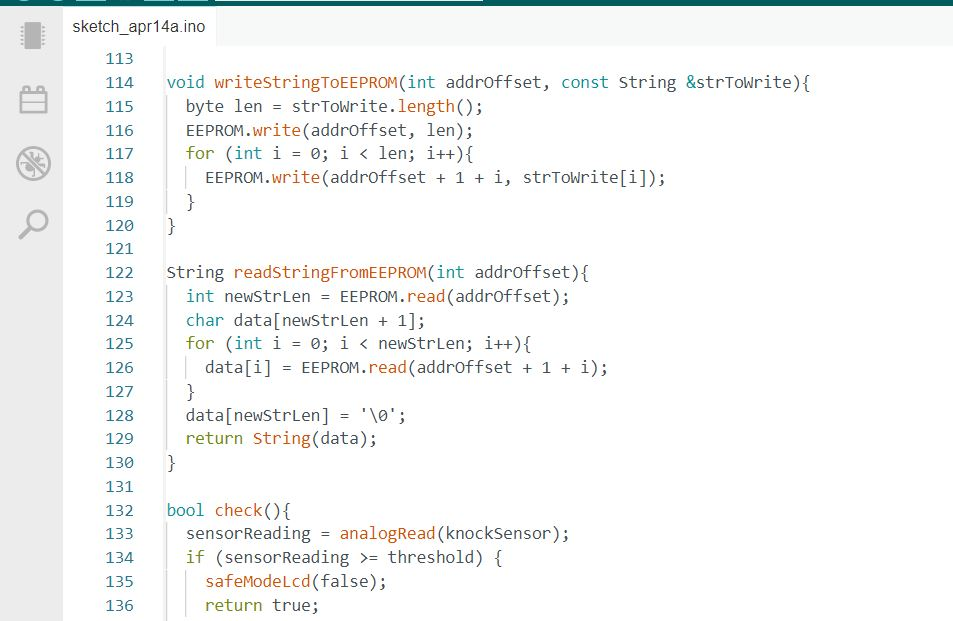 sketch_apr14a.ino
113
114 void writeStringToEEPROM(int addrOffset, const String &strToWrite){
115 byte len = strToWrite.length();
116 EEPROM.write(addrOffset, len);
117 for (int i = 0; i < len; i++){
118 EEPROM.write(addrOffset + 1 + i, strToWrite[i]);
119 }
120 }
121
122 String readStringFromEEPROM(int addrOffset){
123 int newStrLen = EEPROM.read(addrOffset);
124 char data[newStrLen + 1];
125 for (int i = 0; i < newStrLen; i++){
126 data[i] = EEPROM.read(addrOffset + 1 + i);
127 }
128 data[newStrLen] = '\0';
129 return String(data);
130 }
131
132 bool check(){
133 sensorReading = analogRead(knockSensor);
134 if (sensorReading >= threshold) {
135 safeModeLcd(false);
136 return true;